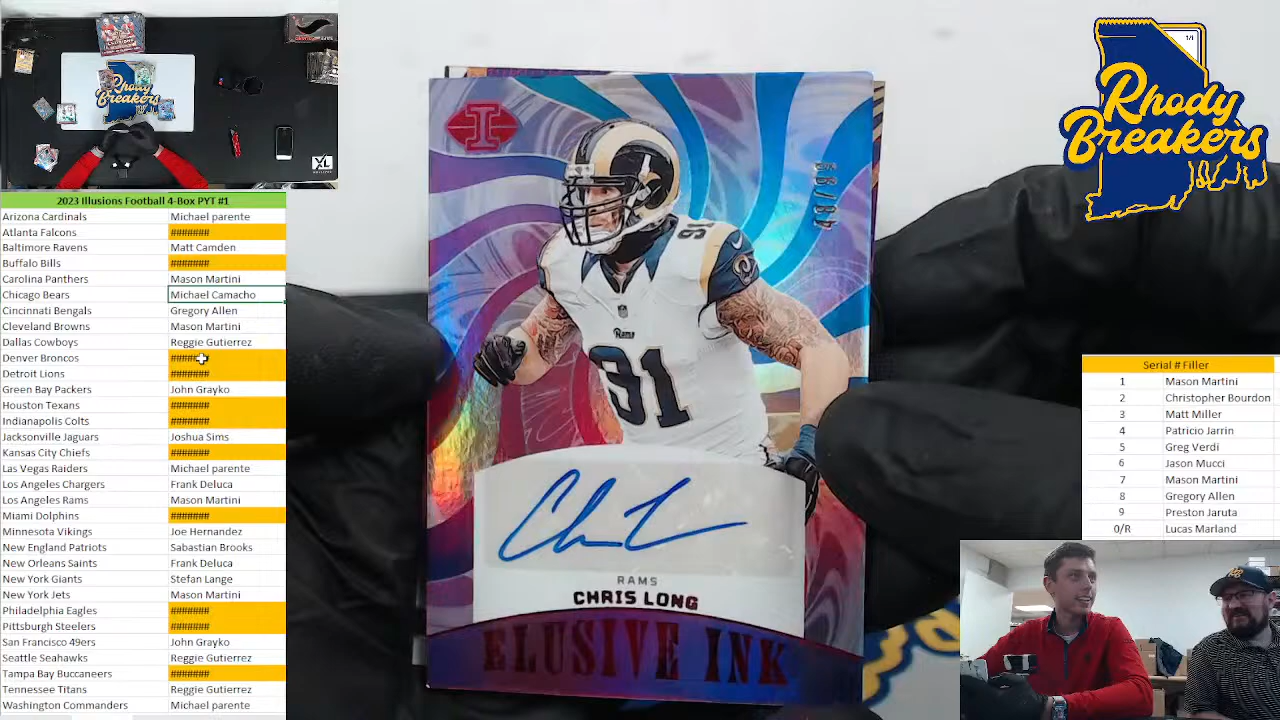 2023 Illusions Football 4-Box PYT #1
Arizona Cardinals Michael parente
Atlanta Falcons #######
Baltimore Ravens Matt Camden
Buffalo Bills #######
Carolina Panthers Mason Martini
Chicago Bears Michael Camacho
Cincinnati Bengals Gregory Allen
Cleveland Browns Mason Martini
Dallas Cowboys Reggie Gutierrez
Denver Broncos #######
Detroit Lions #######
Green Bay Packers John Grayko
Houston Texans #######
Indianapolis Colts #######
Jacksonville Jaguars Joshua Sims
Kansas City Chiefs #######
Las Vegas Raiders Michael parente
Los Angeles Chargers Frank Deluca
Los Angeles Rams Mason Martini
Miami Dolphins #######
Minnesota Vikings Joe Hernandez
New England Patriots Sabastian Brooks
New Orleans Saints Frank Deluca
New York Giants Stefan Lange
New York Jets Mason Martini
Philadelphia Eagles #######
Pittsburgh Steelers #######
San Francisco 49ers John Grayko
Seattle Seahawks Reggie Gutierrez
Tampa Bay Buccaneers #######
Tennessee Titans Reggie Gutierrez
Washington Commanders Michael parente
Rhody
Breakers
XL
I
91
Rams
91
RAMS
CHRIS LONG
ELUSIVE INK
1/1
Rhody
Breakers
Serial # Filler
1 Mason Martini
2 Christopher Bourdon
3 Matt Miller
4 Patricio Jarrin
5 Greg Verdi
6 Jason Mucci
7 Mason Martini
8 Gregory Allen
9 Preston Jaruta
0/R Lucas Marland